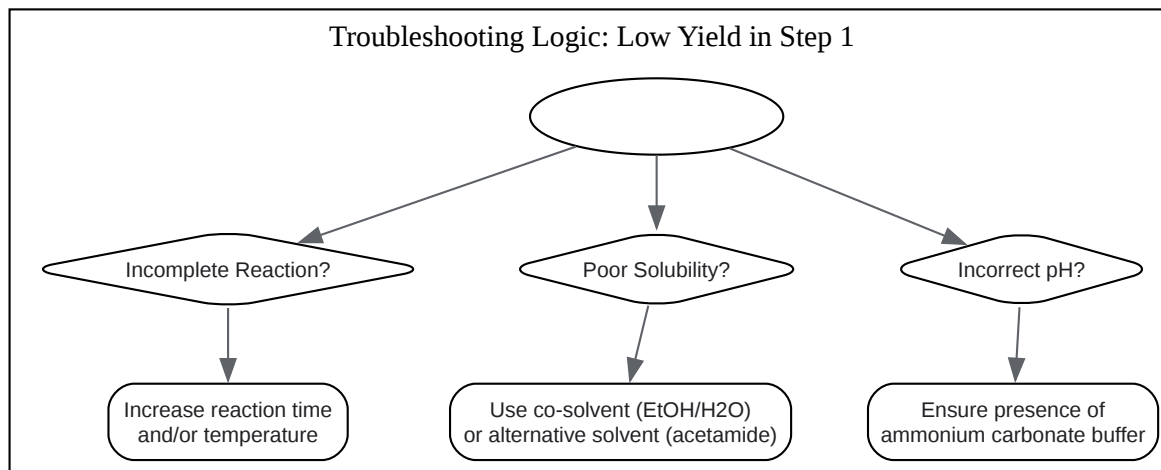 Troubleshooting Logic: Low Yield in Step 1
Incomplete Reaction?
Poor Solubility?
Incorrect pH?
Increase reaction time
and/or temperature
Use co-solvent (EtOH/H2O)
or alternative solvent (acetamide)
Ensure presence of
ammonium carbonate buffer